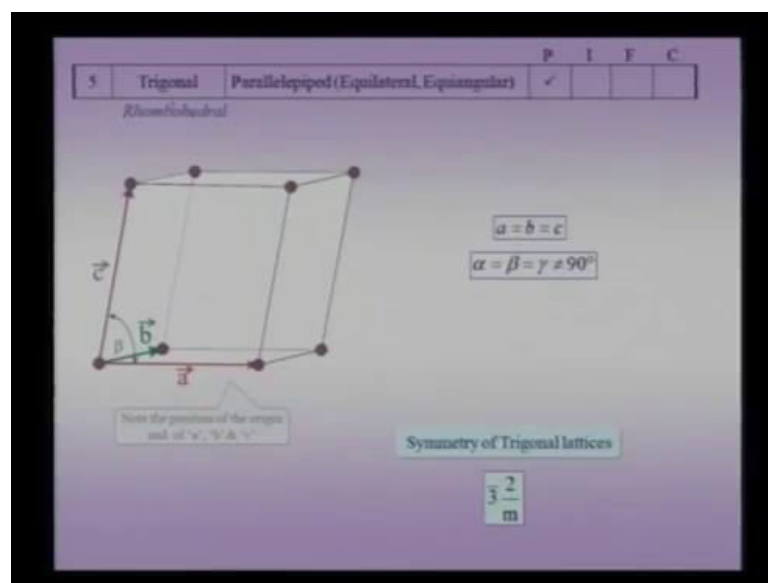 P I F C
5 Trigonal Parallelepiped (Equilateral, Equiangular) ✓
Rhombohedral
a = b = c
α = β = γ ≠ 90°
c
β
b
a
Note the position of the origin
and of 'a', 'b' & 'c'
Symmetry of Trigonal lattices
3̄ 2/m